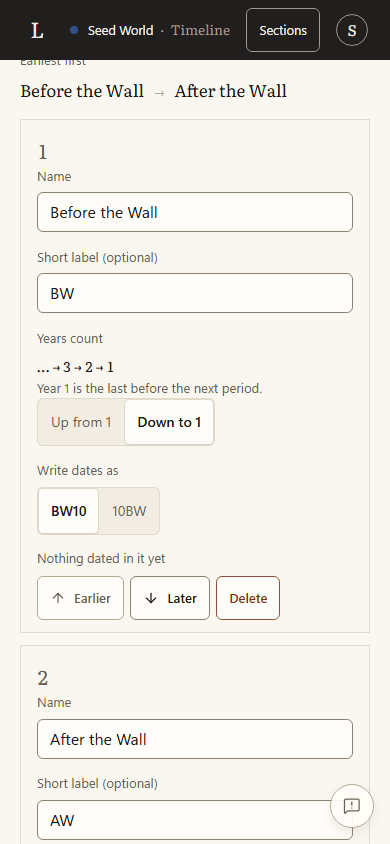 L Seed World · Timeline Sections S
Earliest first
Before the Wall → After the Wall
1
Name
Before the Wall
Short label (optional)
BW
Years count
... → 3 → 2 → 1
Year 1 is the last before the next period.
Up from 1 Down to 1
Write dates as
BW10 10BW
Nothing dated in it yet
↑ Earlier ↓ Later Delete
2
Name
After the Wall
Short label (optional)
AW